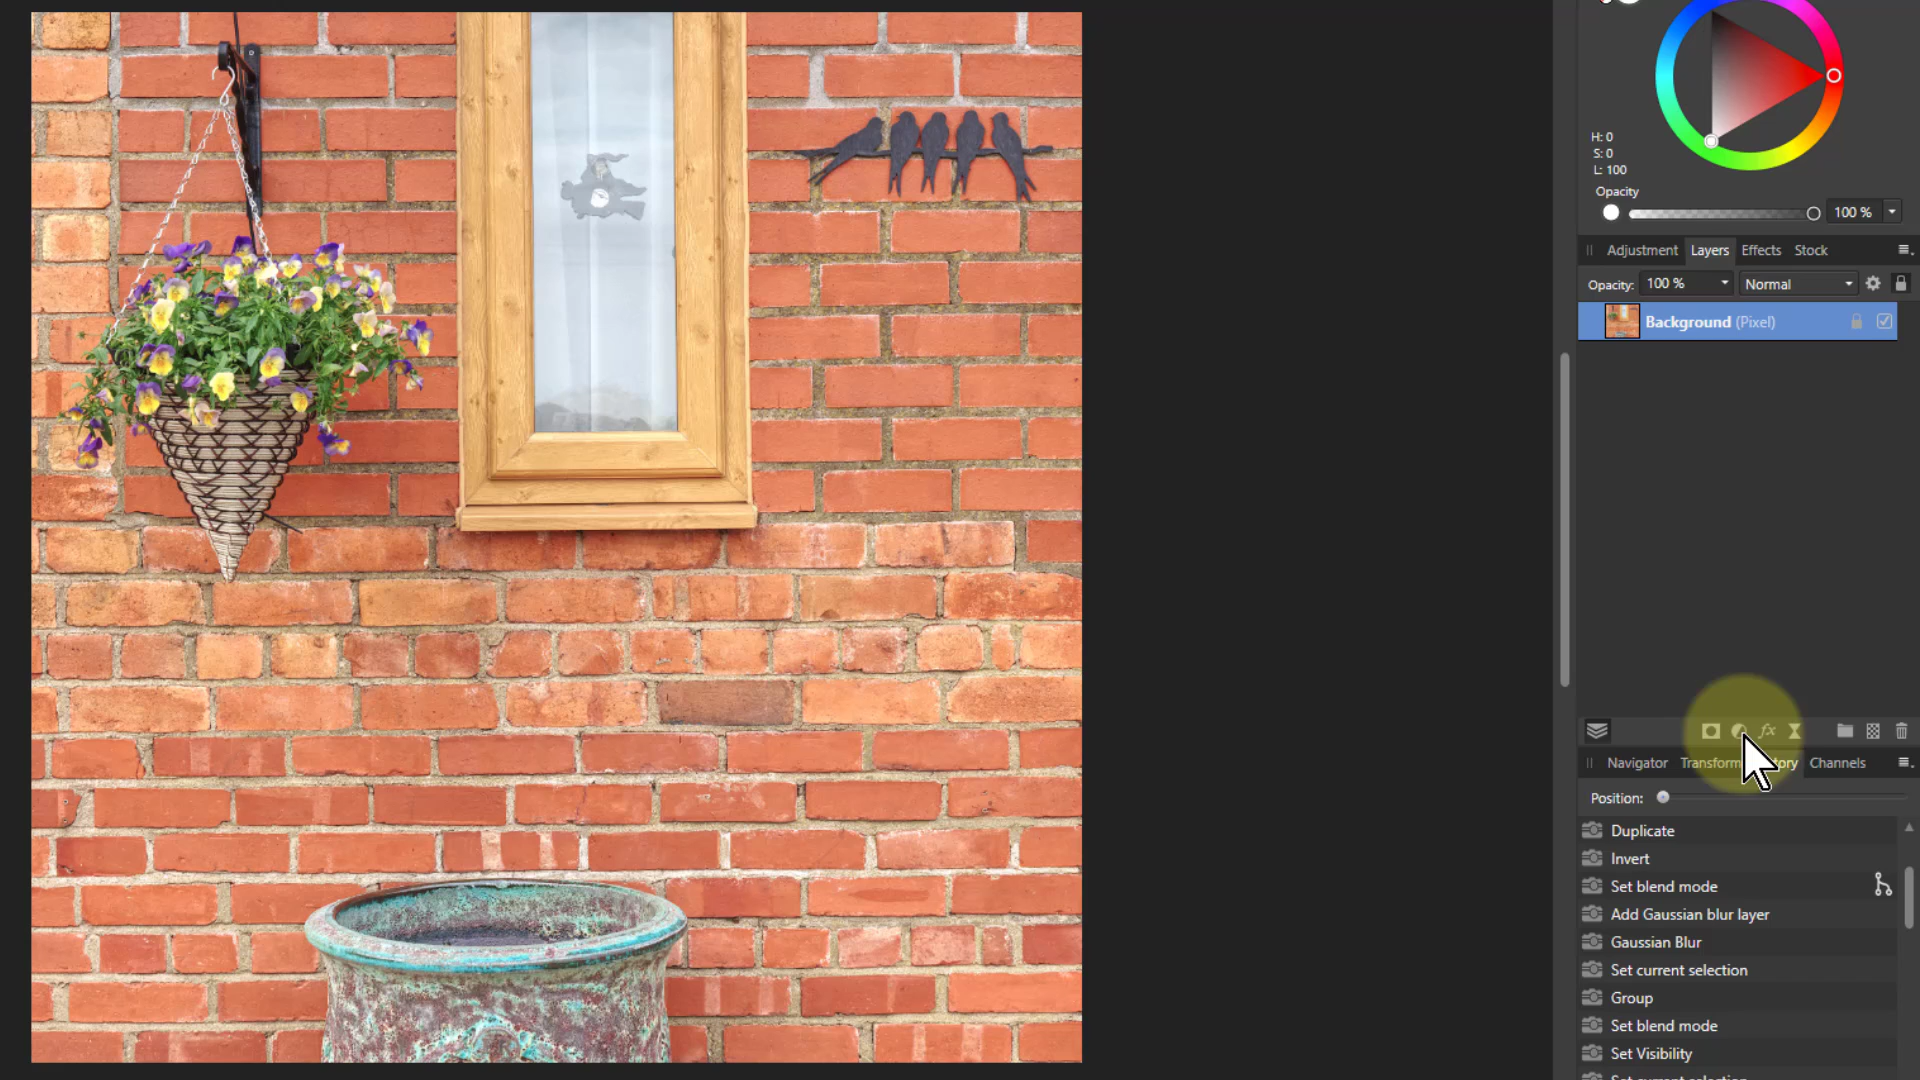 H: 0
S: 0
L: 100
Opacity
100 %
Adjustment Layers Effects Stock
Opacity: 100 % Normal
Background (Pixel)
fx
Navigator Transform Channels
Position:
Duplicate
Invert
Set blend mode
Add Gaussian blur layer
Gaussian Blur
Set current selection
Group
Set blend mode
Set Visibility